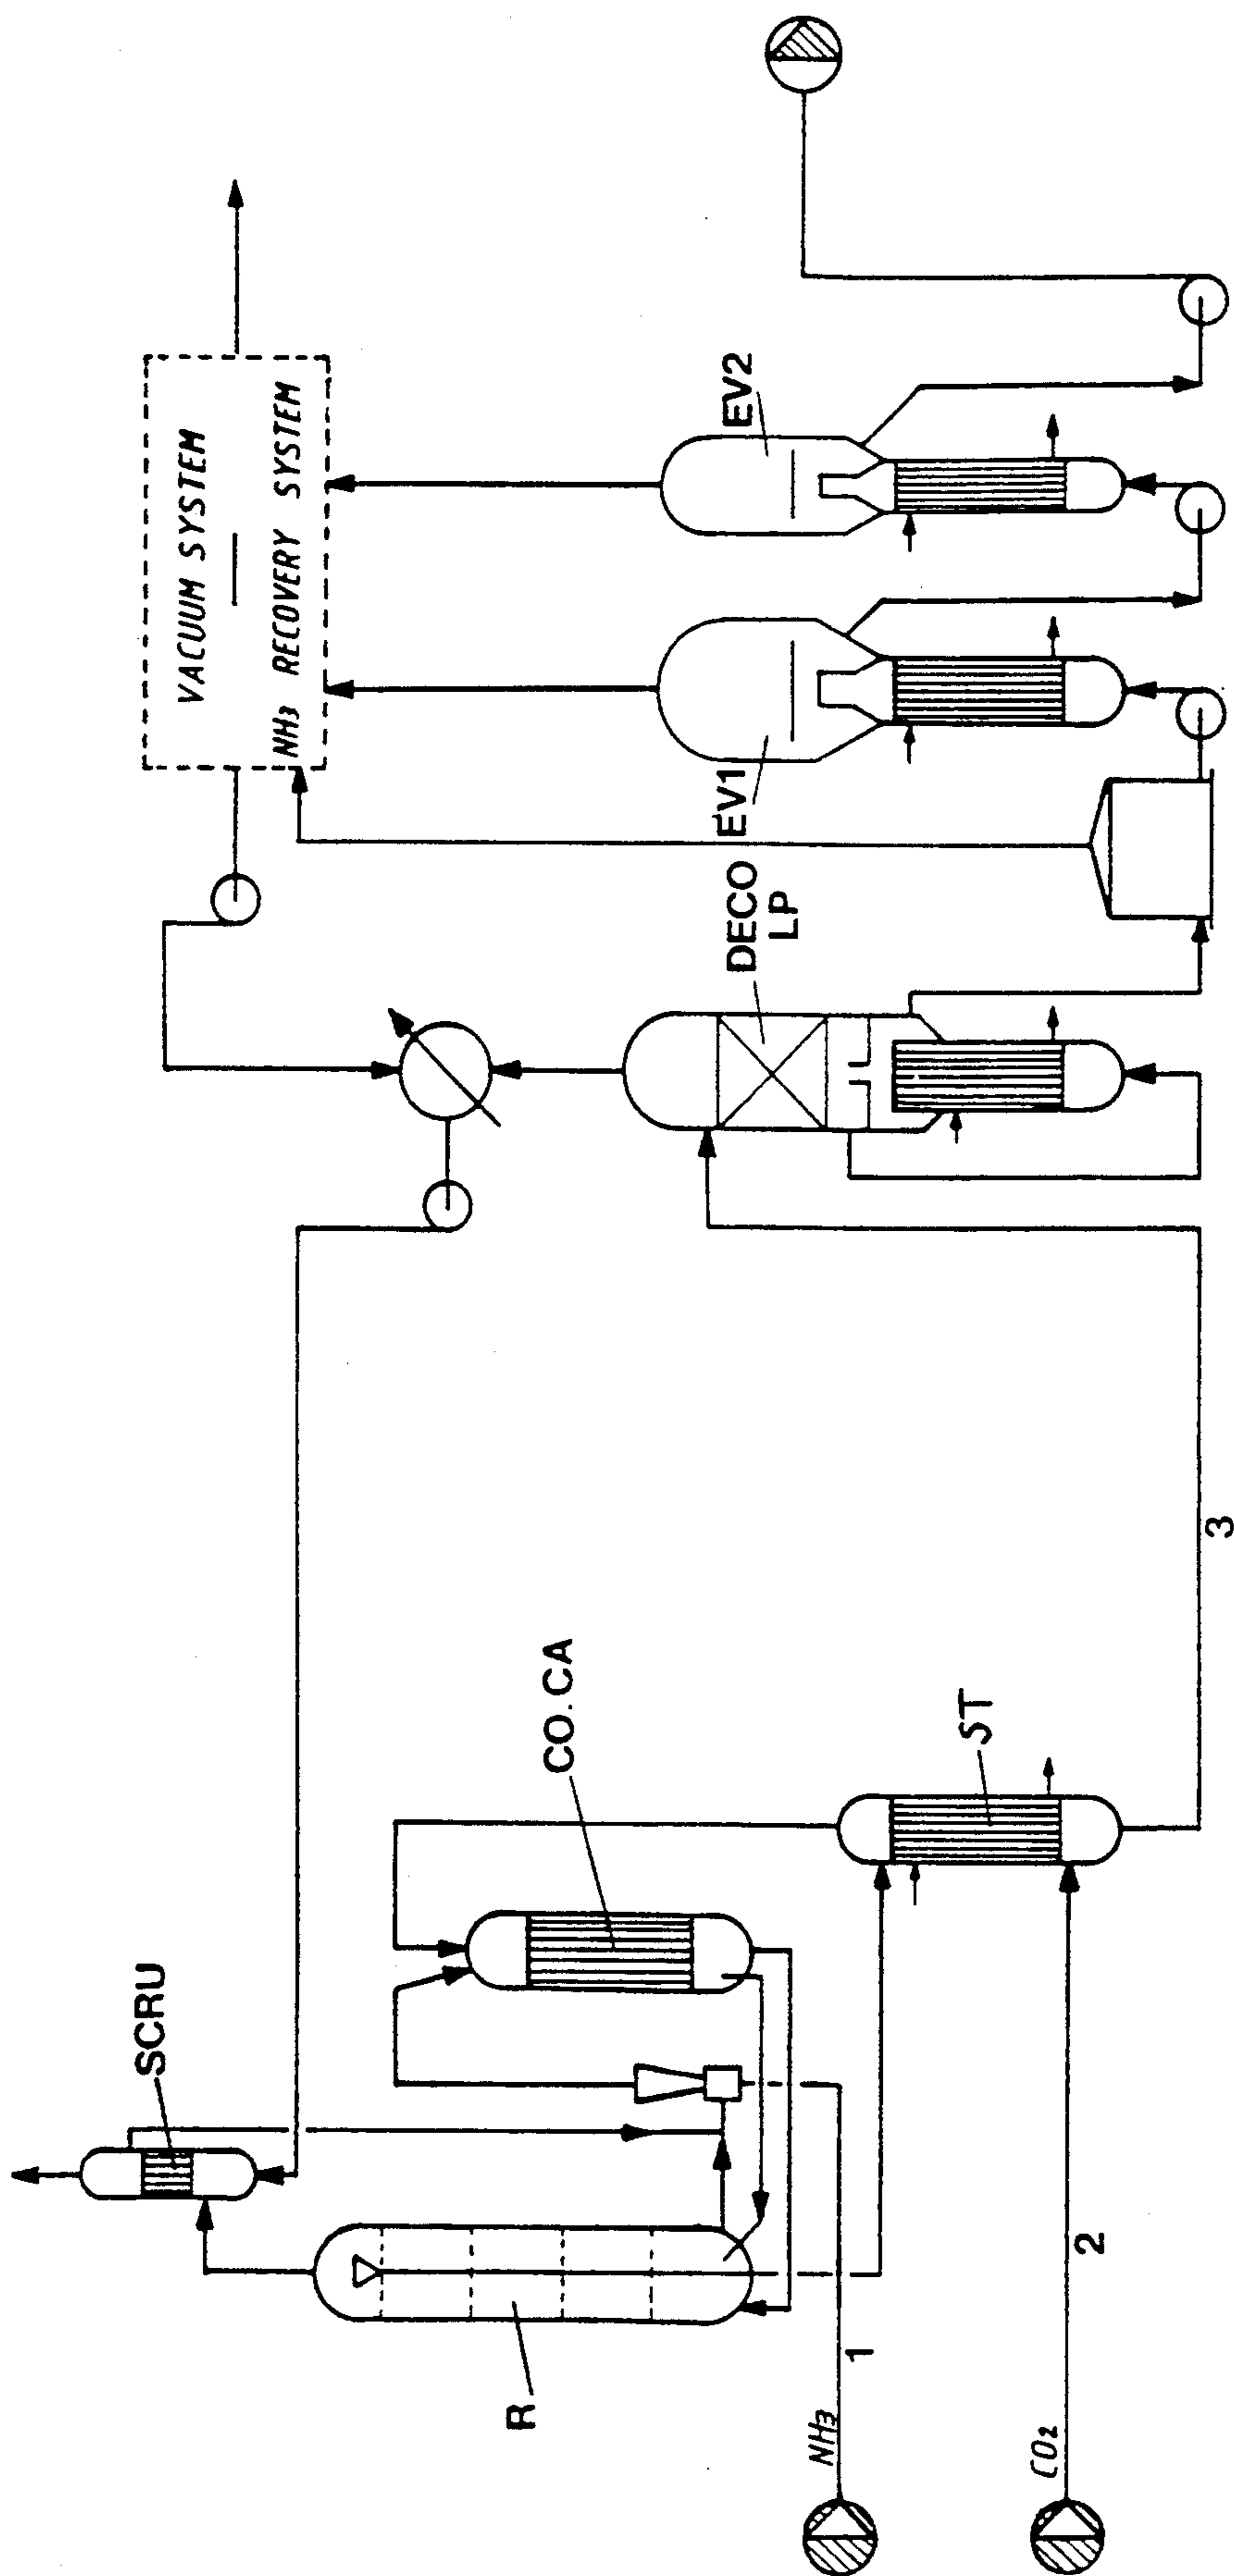 SCRU
R
CO.CA
NH3
1
CO2
2
ST
3
DECO
LP
EV1
EV2
VACUUM SYSTEM
—
NH3 RECOVERY SYSTEM